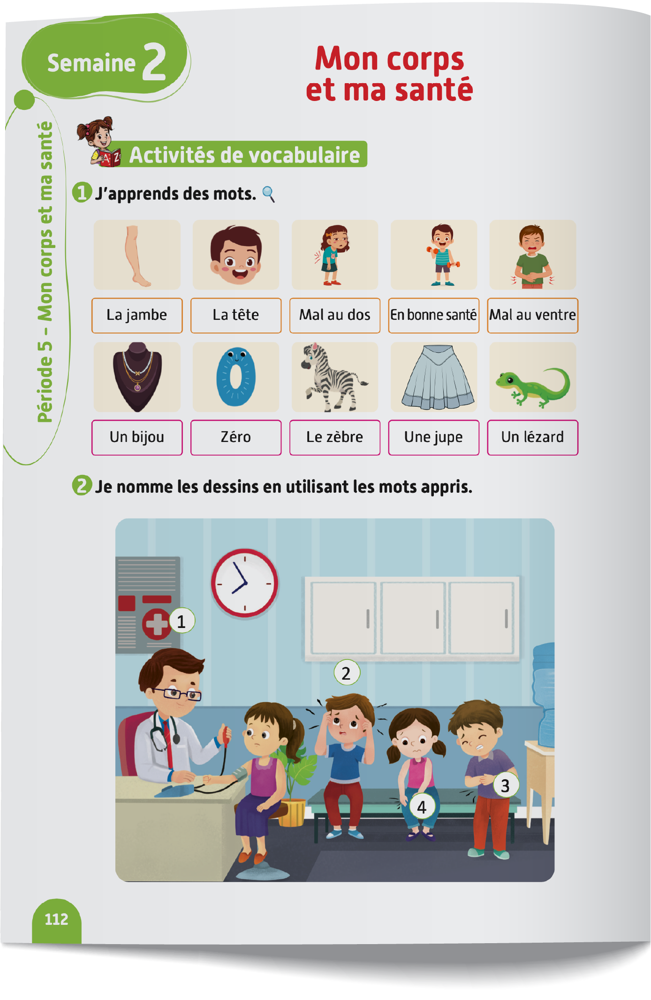 Semaine 2
Mon corps
et ma santé
Période 5 – Mon corps et ma santé
A Z
Activités de vocabulaire
1 J'apprends des mots.
La jambe
La tête
Mal au dos
En bonne santé
Mal au ventre
Un bijou
Zéro
Le zèbre
Une jupe
Un lézard
2 Je nomme les dessins en utilisant les mots appris.
1
2
3
4
112